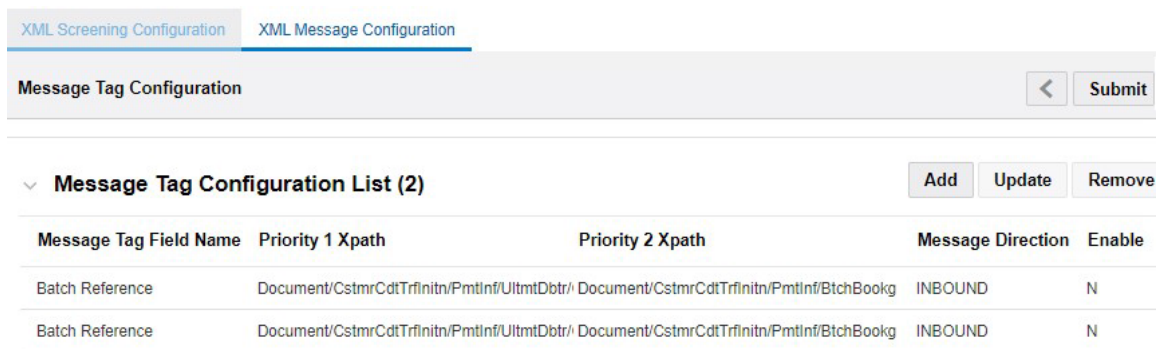 XML Screening Configuration XML Message Configuration
Message Tag Configuration Submit
Message Tag Configuration List (2) Add Update Remove
Message Tag Field Name Priority 1 Xpath Priority 2 Xpath Message Direction Enable
Batch Reference Document/CstmrCdtTrfInitn/PmtInf/UltmtDbtr/ Document/CstmrCdtTrfInitn/PmtInf/BtchBookg INBOUND N
Batch Reference Document/CstmrCdtTrfInitn/PmtInf/UltmtDbtr/ Document/CstmrCdtTrfInitn/PmtInf/BtchBookg INBOUND N